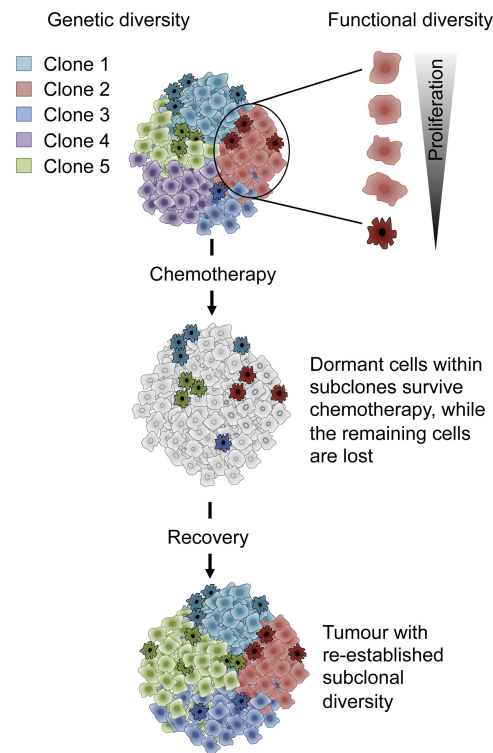 Genetic diversity
Functional diversity
Clone 1
Clone 2
Clone 3
Clone 4
Clone 5
Proliferation
Chemotherapy
Dormant cells within
subclones survive
chemotherapy, while
the remaining cells
are lost
Recovery
Tumour with
re-established
subclonal
diversity